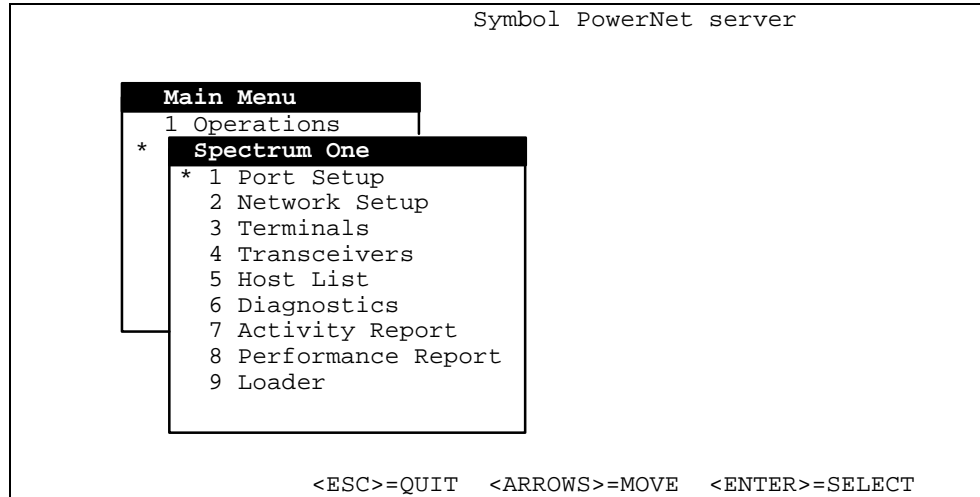 Symbol PowerNet server
Main Menu
1 Operations
*
Spectrum One
* 1 Port Setup
2 Network Setup
3 Terminals
4 Transceivers
5 Host List
6 Diagnostics
7 Activity Report
8 Performance Report
9 Loader
<ESC>=QUIT <ARROWS>=MOVE <ENTER>=SELECT